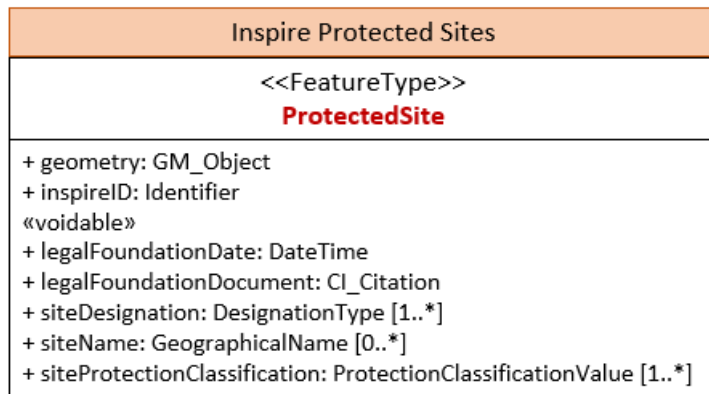 Inspire Protected Sites
<<FeatureType>>
ProtectedSite
+ geometry: GM_Object
+ inspireID: Identifier
«voidable»
+ legalFoundationDate: DateTime
+ legalFoundationDocument: CI_Citation
+ siteDesignation: DesignationType [1..*]
+ siteName: GeographicalName [0..*]
+ siteProtectionClassification: ProtectionClassificationValue [1..*]